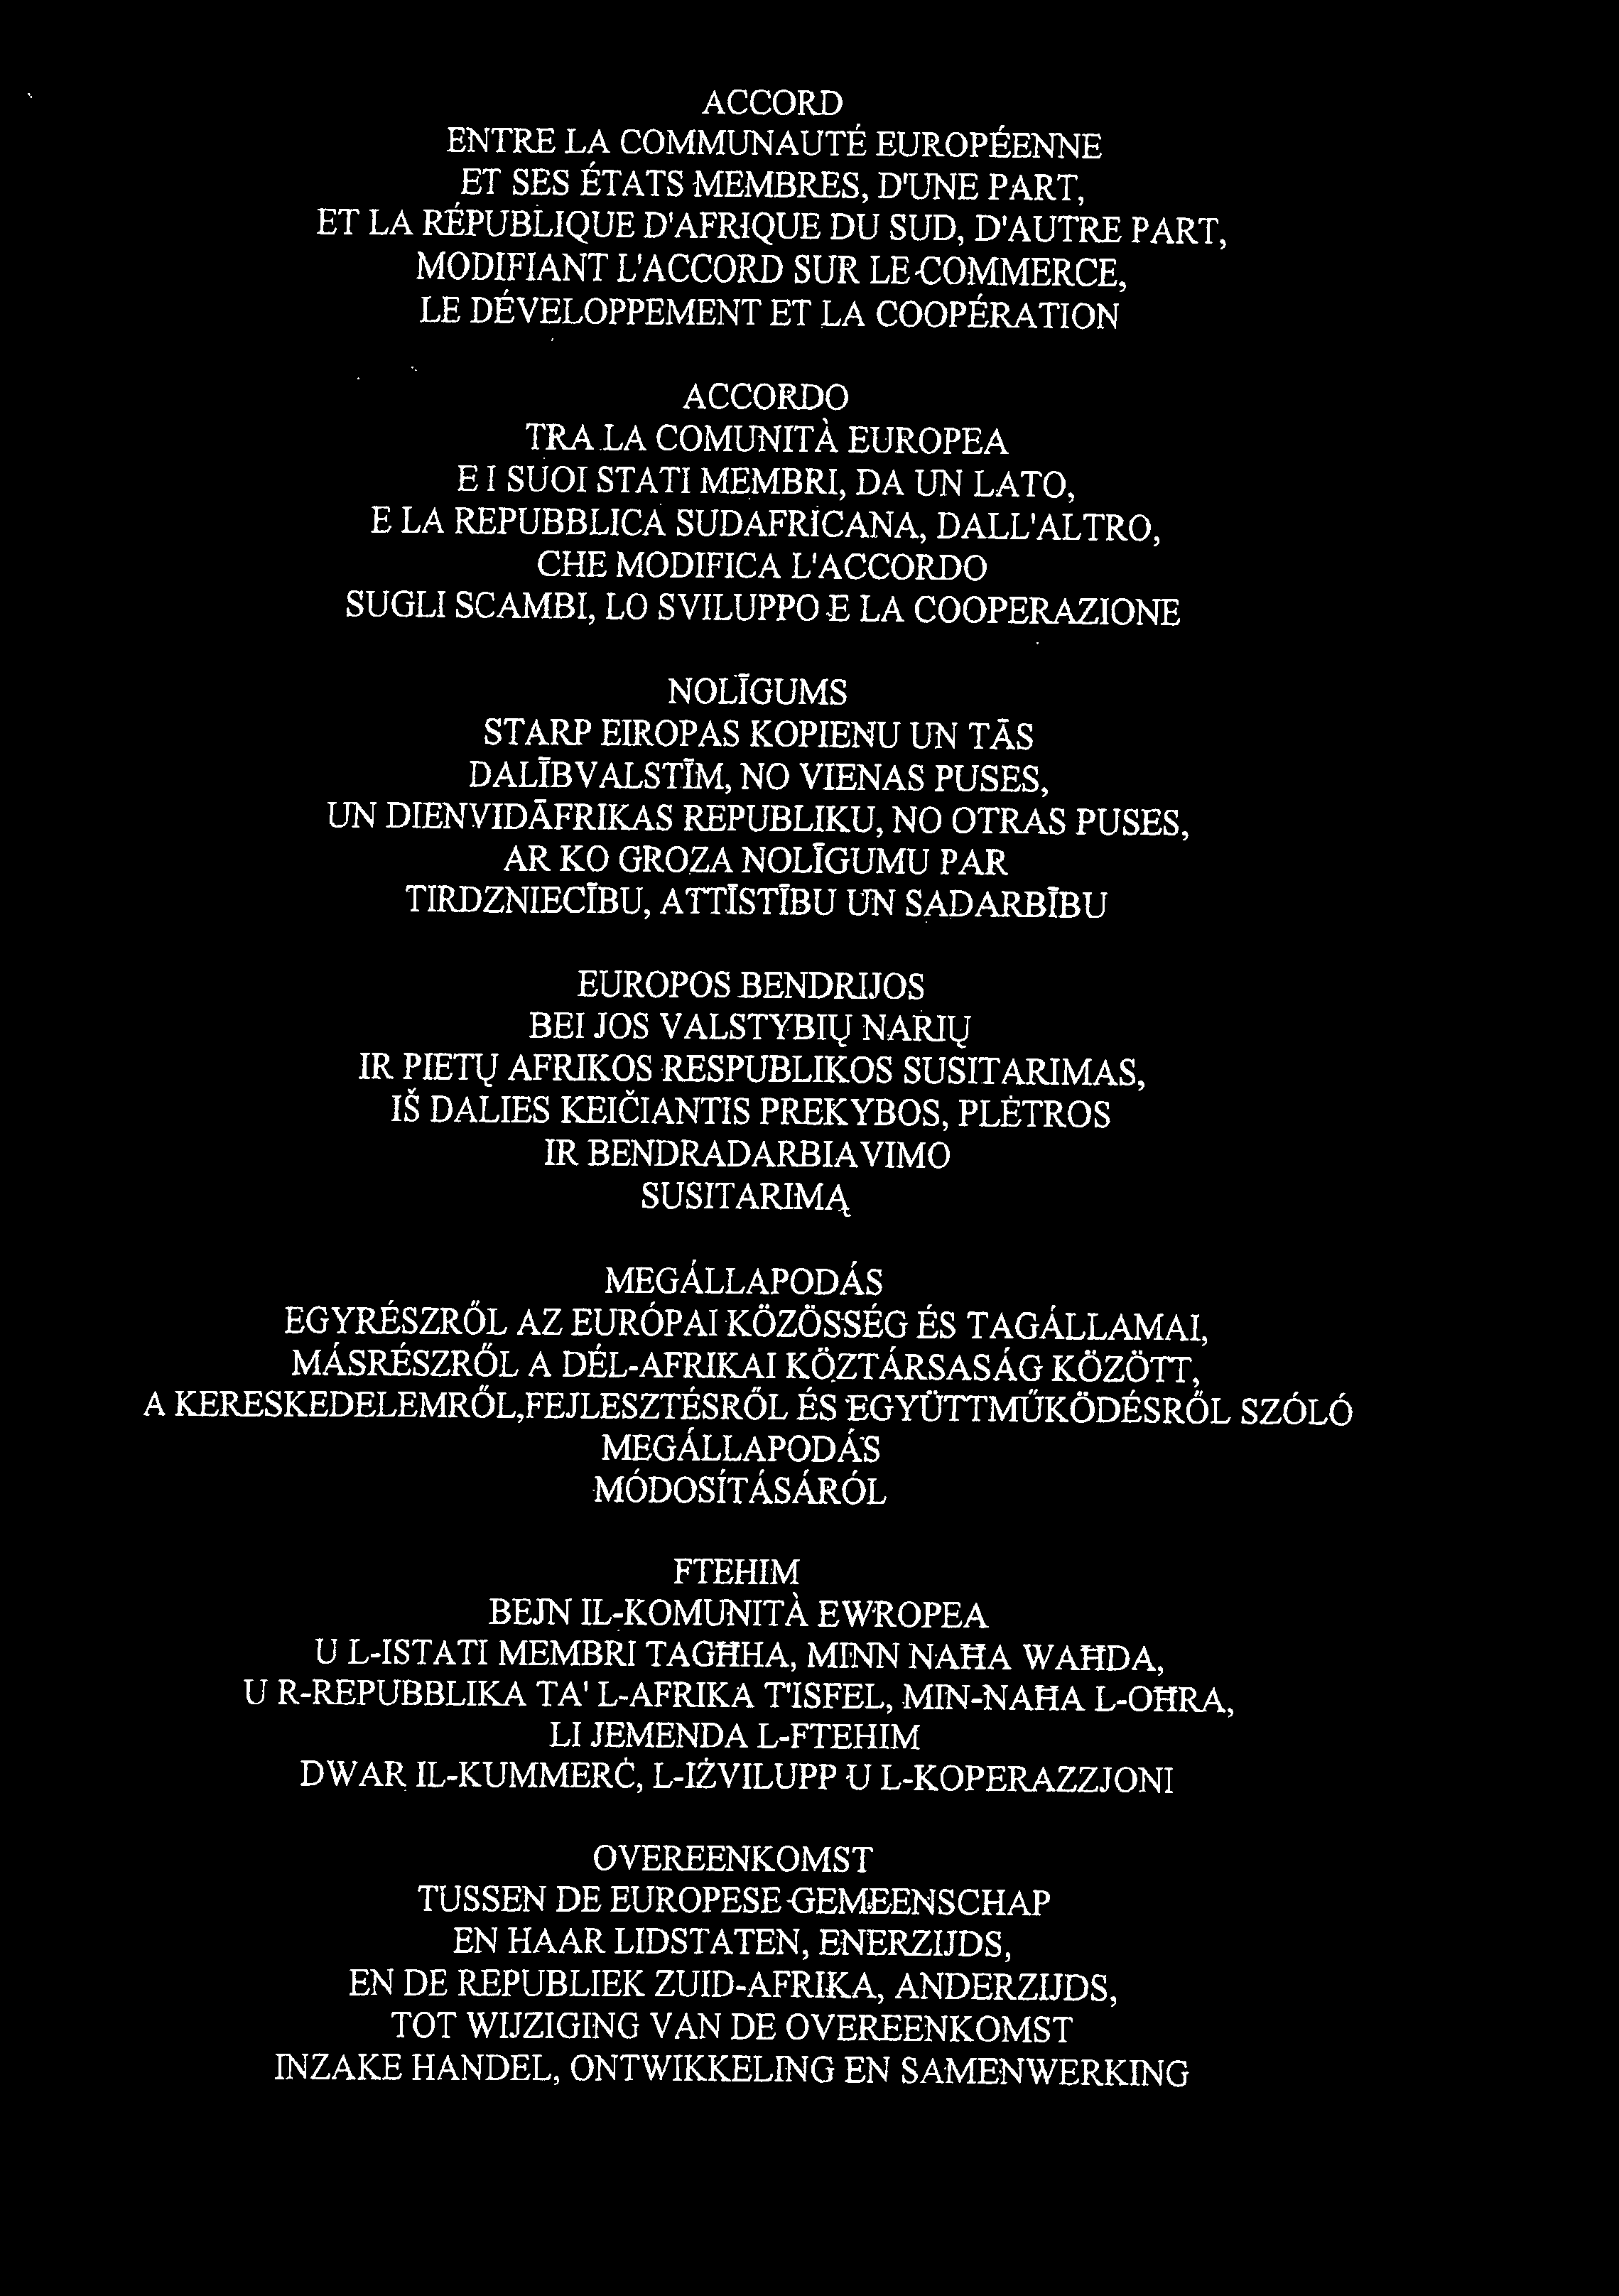 ACCORD
ENTRE LA COMMUNAUTÉ EUROPÉENNE
ET SES ÉTATS MEMBRES, D'UNE PART,
ET LA RÉPUBLIQUE D'AFRIQUE DU SUD, D'AUTRE PART,
MODIFIANT L'ACCORD SUR LE COMMERCE,
LE DÉVELOPPEMENT ET LA COOPÉRATION
ACCORDO
TRA LA COMUNITÀ EUROPEA
E I SUOI STATI MEMBRI, DA UN LATO,
E LA REPUBBLICA SUDAFRICANA, DALL'ALTRO,
CHE MODIFICA L'ACCORDO
SUGLI SCAMBI, LO SVILUPPO E LA COOPERAZIONE
NOLĪGUMS
STARP EIROPAS KOPIENU UN TĀS
DALĪBVALSTĪM, NO VIENAS PUSES,
UN DIENVIDĀFRIKAS REPUBLIKU, NO OTRAS PUSES,
AR KO GROZA NOLĪGUMU PAR
TIRDZNIECĪBU, ATTĪSTĪBU UN SADARBĪBU
EUROPOS BENDRIJOS
BEI JOS VALSTYBIŲ NARIŲ
IR PIETŲ AFRIKOS RESPUBLIKOS SUSITARIMAS,
IŠ DALIES KEIČIANTIS PREKYBOS, PLĖTROS
IR BENDRADARBIAVIMO
SUSITARIMĄ
MEGÁLLAPODÁS
EGYRÉSZRŐL AZ EURÓPAI KÖZÖSSÉG ÉS TAGÁLLAMAI,
MÁSRÉSZRŐL A DÉL-AFRIKAI KÖZTÁRSASÁG KÖZÖTT,
A KERESKEDELEMRŐL,FEJLESZTÉSRŐL ÉS EGYÜTTMŰKÖDÉSRŐL SZÓLÓ
MEGÁLLAPODÁS
MÓDOSÍTÁSÁRÓL
FTEHIM
BEJN IL-KOMUNITÀ EWROPEA
U L-ISTATI MEMBRI TAGĦHA, MINN NAĦA WAĦDA,
U R-REPUBBLIKA TA' L-AFRIKA T'ISFEL, MIN-NAĦA L-OĦRA,
LI JEMENDA L-FTEHIM
DWAR IL-KUMMERĊ, L-IŻVILUPP U L-KOPERAZZJONI
OVEREENKOMST
TUSSEN DE EUROPESE GEMEENSCHAP
EN HAAR LIDSTATEN, ENERZIJDS,
EN DE REPUBLIEK ZUID-AFRIKA, ANDERZIJDS,
TOT WIJZIGING VAN DE OVEREENKOMST
INZAKE HANDEL, ONTWIKKELING EN SAMENWERKING